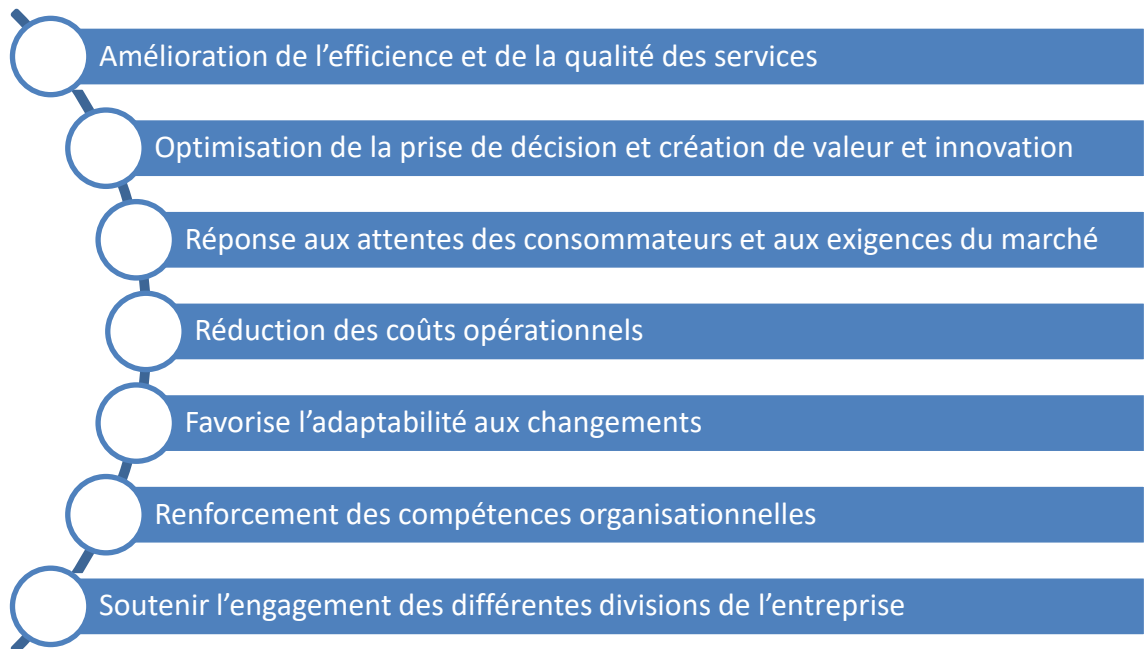 Amélioration de l’efficience et de la qualité des services
Optimisation de la prise de décision et création de valeur et innovation
Réponse aux attentes des consommateurs et aux exigences du marché
Réduction des coûts opérationnels
Favorise l’adaptabilité aux changements
Renforcement des compétences organisationnelles
Soutenir l’engagement des différentes divisions de l’entreprise